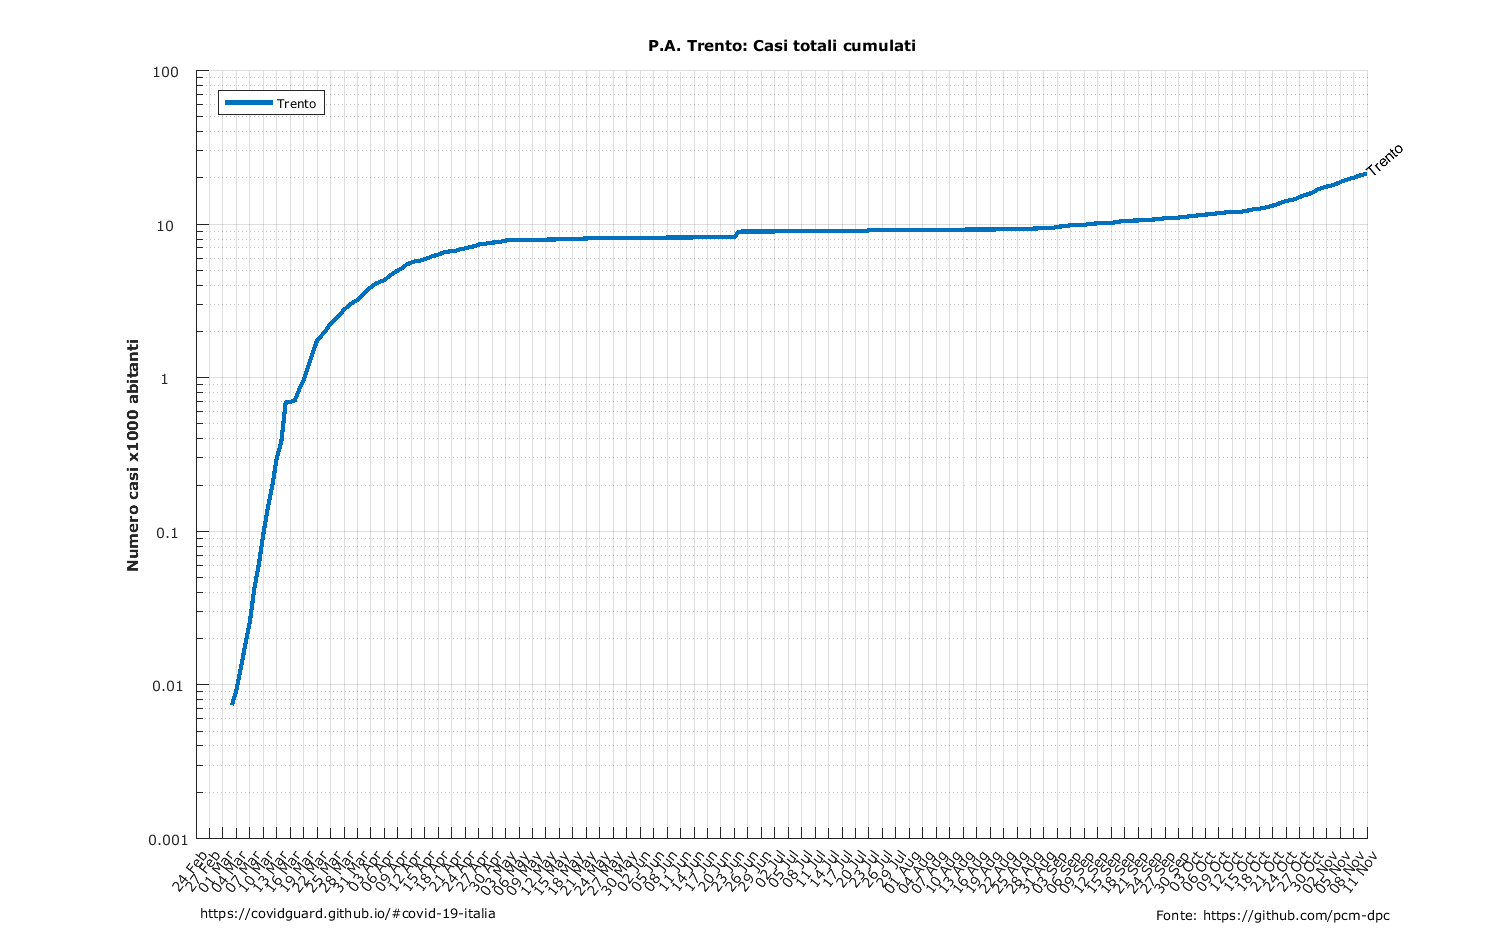 P.A. Trento: Casi totali cumulati
Trento
100
10
1
0.1
0.01
0.001
Numero casi x1000 abitanti
Trento
24 Feb
27 Feb
01 Mar
04 Mar
07 Mar
10 Mar
13 Mar
16 Mar
19 Mar
22 Mar
25 Mar
28 Mar
31 Mar
03 Apr
06 Apr
09 Apr
12 Apr
15 Apr
18 Apr
21 Apr
24 Apr
27 Apr
30 Apr
03 May
06 May
09 May
12 May
15 May
18 May
21 May
24 May
27 May
30 May
02 Jun
05 Jun
08 Jun
11 Jun
14 Jun
17 Jun
20 Jun
23 Jun
26 Jun
29 Jun
02 Jul
05 Jul
08 Jul
11 Jul
14 Jul
17 Jul
20 Jul
23 Jul
26 Jul
29 Jul
01 Aug
04 Aug
07 Aug
10 Aug
13 Aug
16 Aug
19 Aug
22 Aug
25 Aug
28 Aug
31 Aug
03 Sep
06 Sep
09 Sep
12 Sep
15 Sep
18 Sep
21 Sep
24 Sep
27 Sep
30 Sep
03 Oct
06 Oct
09 Oct
12 Oct
15 Oct
18 Oct
21 Oct
24 Oct
27 Oct
30 Oct
02 Nov
05 Nov
08 Nov
11 Nov
https://covidguard.github.io/#covid-19-italia
Fonte: https://github.com/pcm-dpc